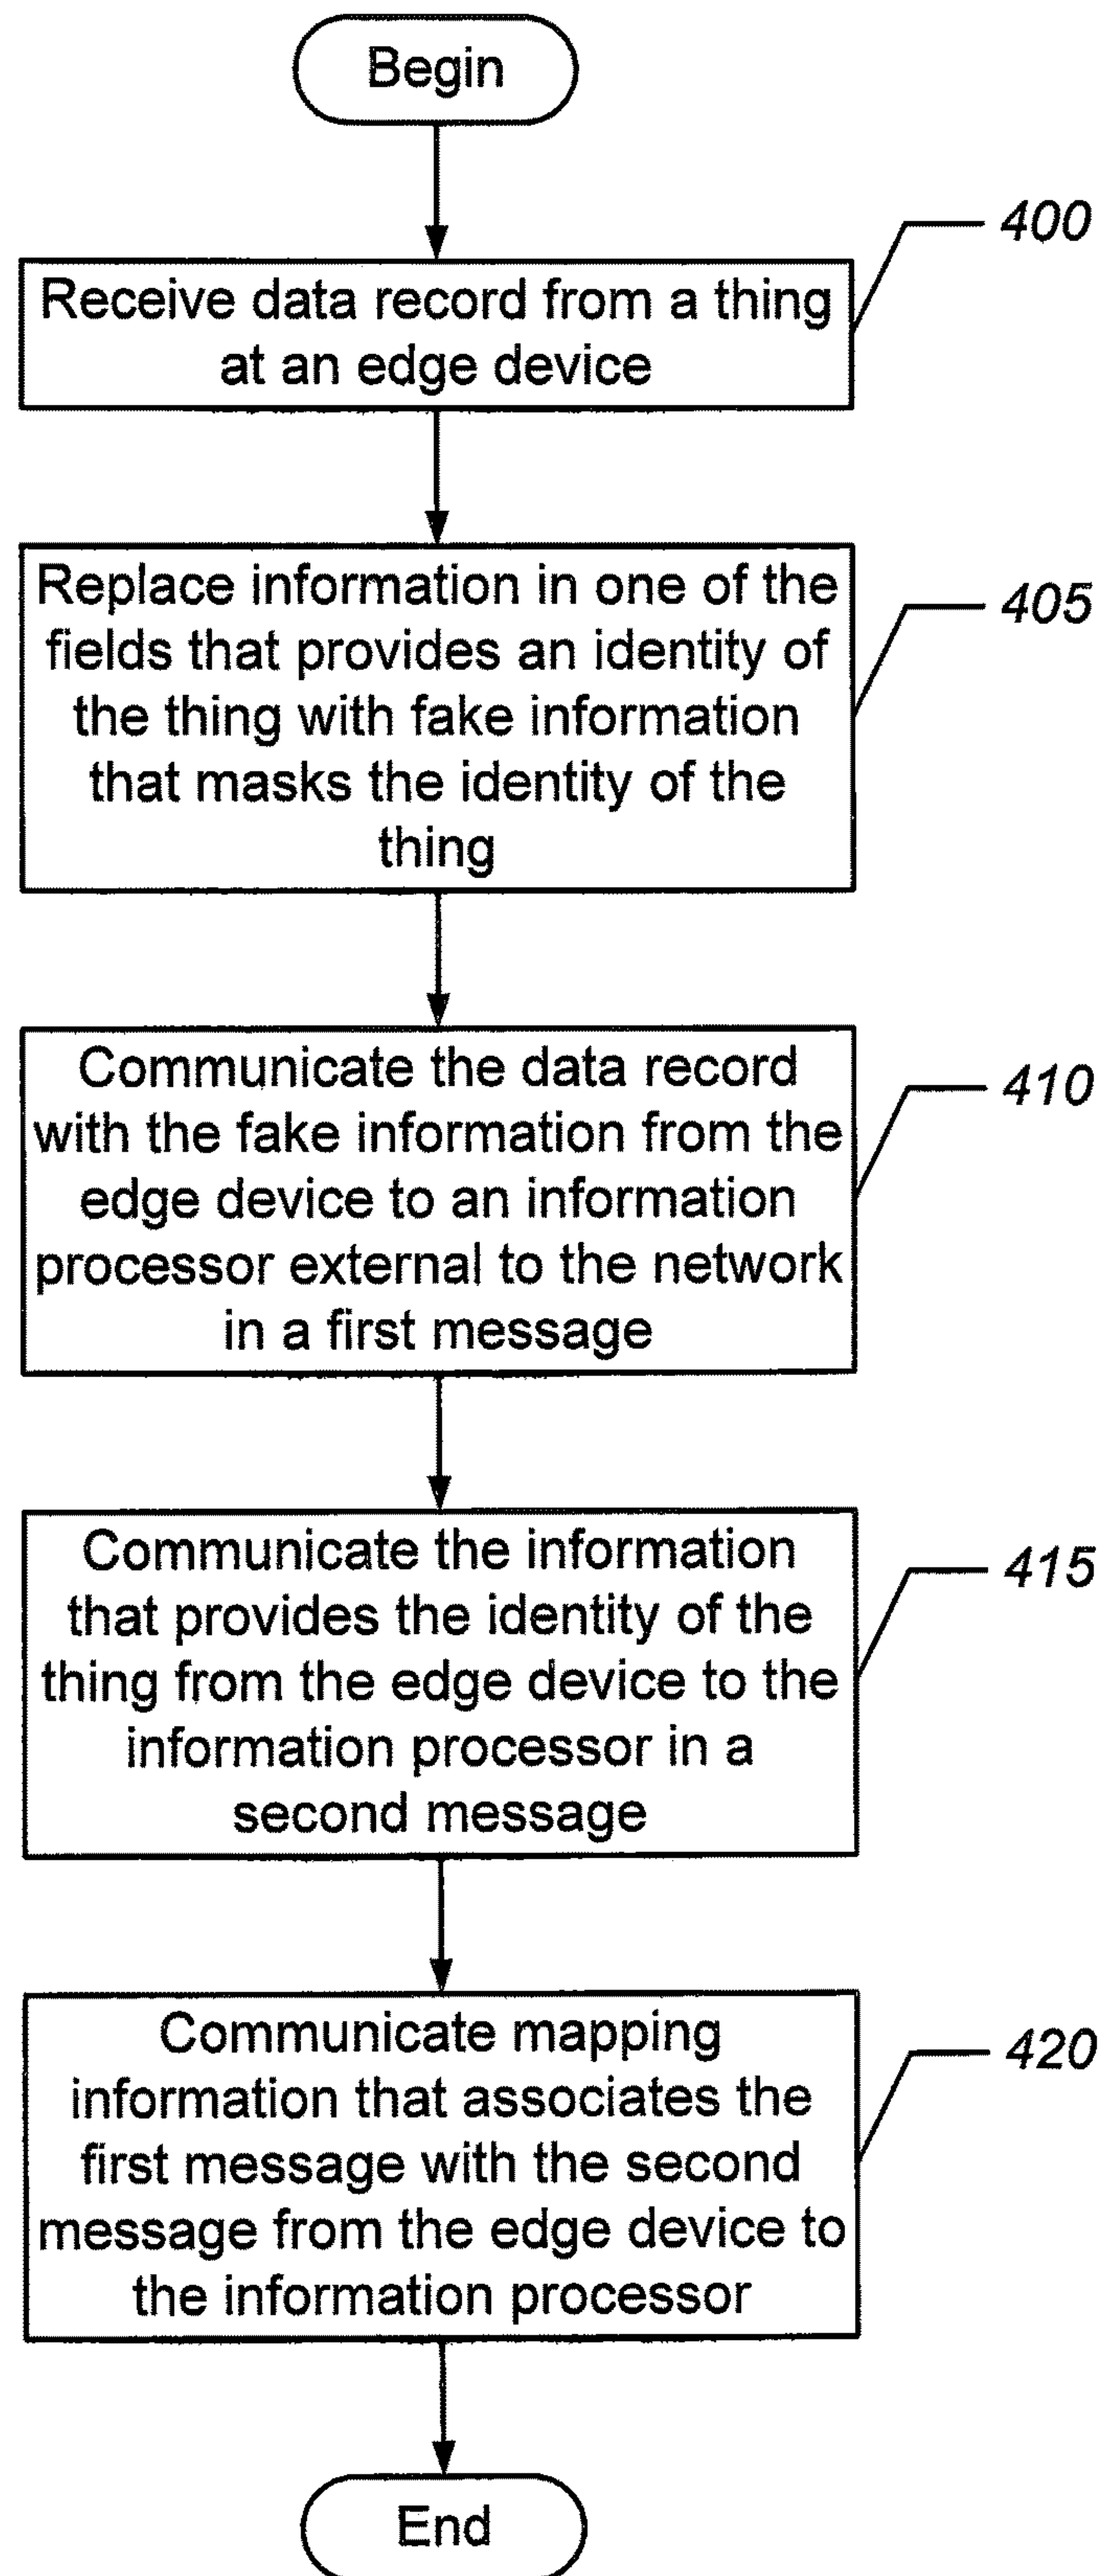 Begin
400
Receive data record from a thing
at an edge device
405
Replace information in one of the
fields that provides an identity of
the thing with fake information
that masks the identity of the
thing
410
Communicate the data record
with the fake information from the
edge device to an information
processor external to the network
in a first message
415
Communicate the information
that provides the identity of the
thing from the edge device to the
information processor in a
second message
420
Communicate mapping
information that associates the
first message with the second
message from the edge device to
the information processor
End